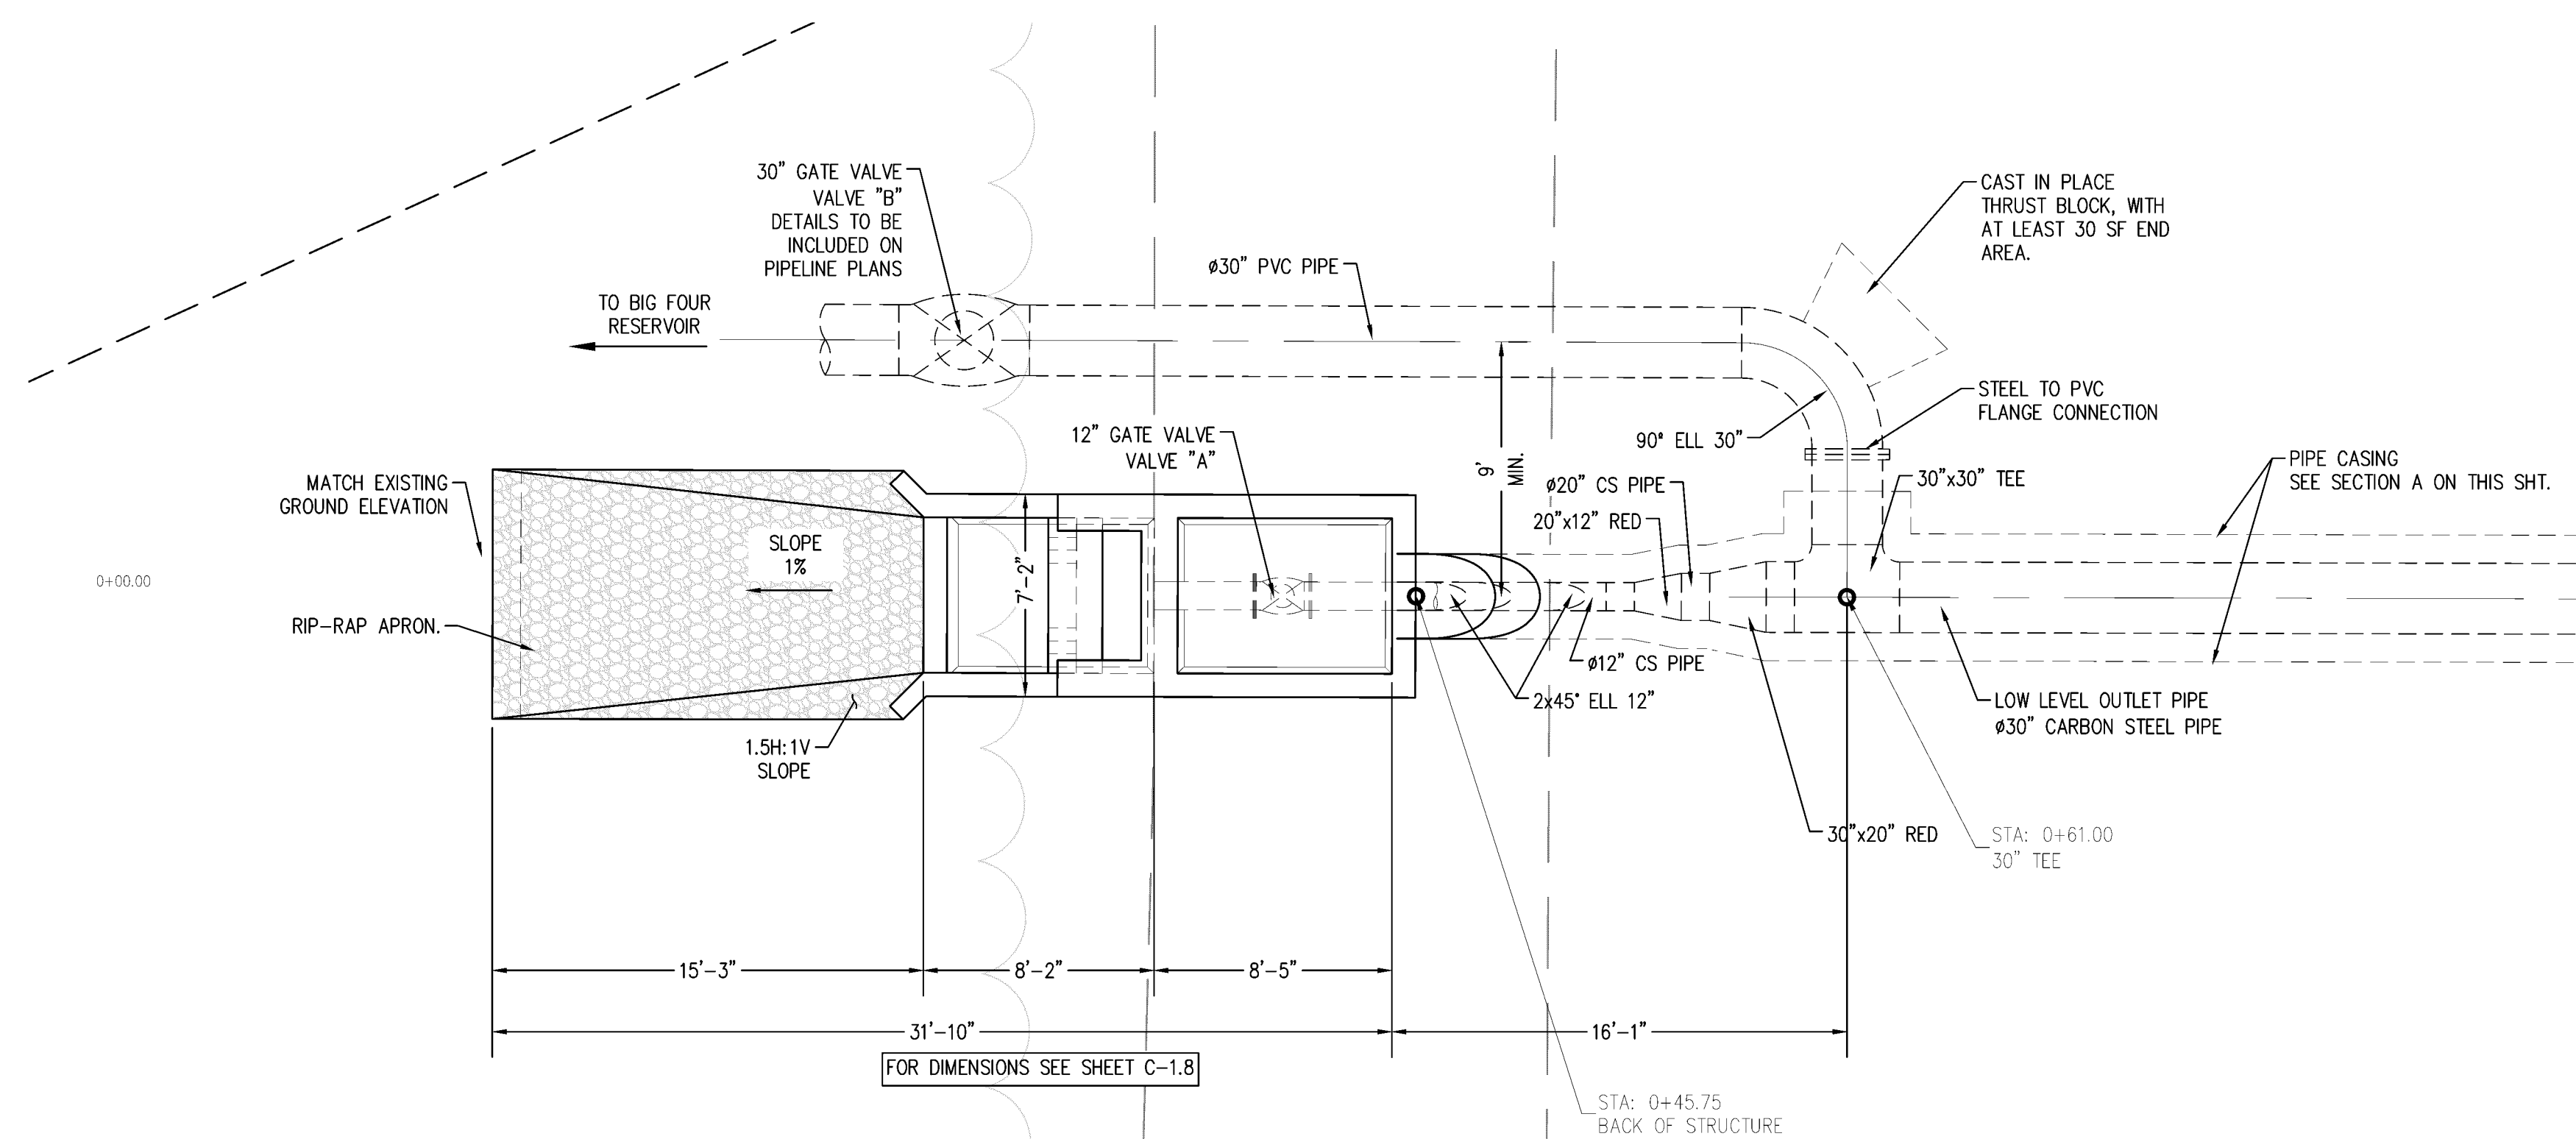 30" GATE VALVE
VALVE "B"
DETAILS TO BE
INCLUDED ON
PIPELINE PLANS
CAST IN PLACE
THRUST BLOCK, WITH
AT LEAST 30 SF END
AREA.
ø30" PVC PIPE
TO BIG FOUR
RESERVOIR
STEEL TO PVC
FLANGE CONNECTION
12" GATE VALVE
VALVE "A"
90° ELL 30"
9'
MIN.
PIPE CASING
SEE SECTION A ON THIS SHT.
MATCH EXISTING
GROUND ELEVATION
ø20" CS PIPE
30"x30" TEE
20"x12" RED
SLOPE
1%
7'-2"
0+00.00
RIP-RAP APRON.
ø12" CS PIPE
2x45° ELL 12"
LOW LEVEL OUTLET PIPE
ø30" CARBON STEEL PIPE
1.5H:1V
SLOPE
30"x20" RED
STA: 0+61.00
30" TEE
15'-3"
8'-2"
8'-5"
31'-10"
16'-1"
FOR DIMENSIONS SEE SHEET C-1.8
STA: 0+45.75
BACK OF STRUCTURE